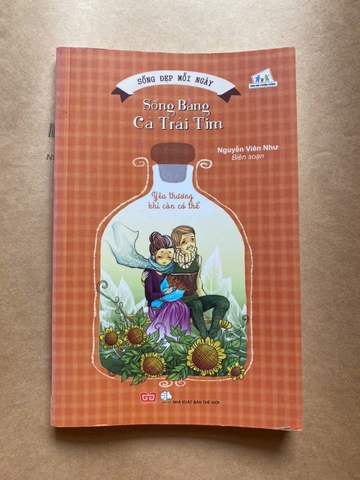 SỐNG ĐẸP MỖI NGÀY
Sống Bằng
Cả Trái Tim
Nguyễn Viên Như
Biên soạn
Yêu thương
khi còn có thể
NHÀ XUẤT BẢN THẾ GIỚI